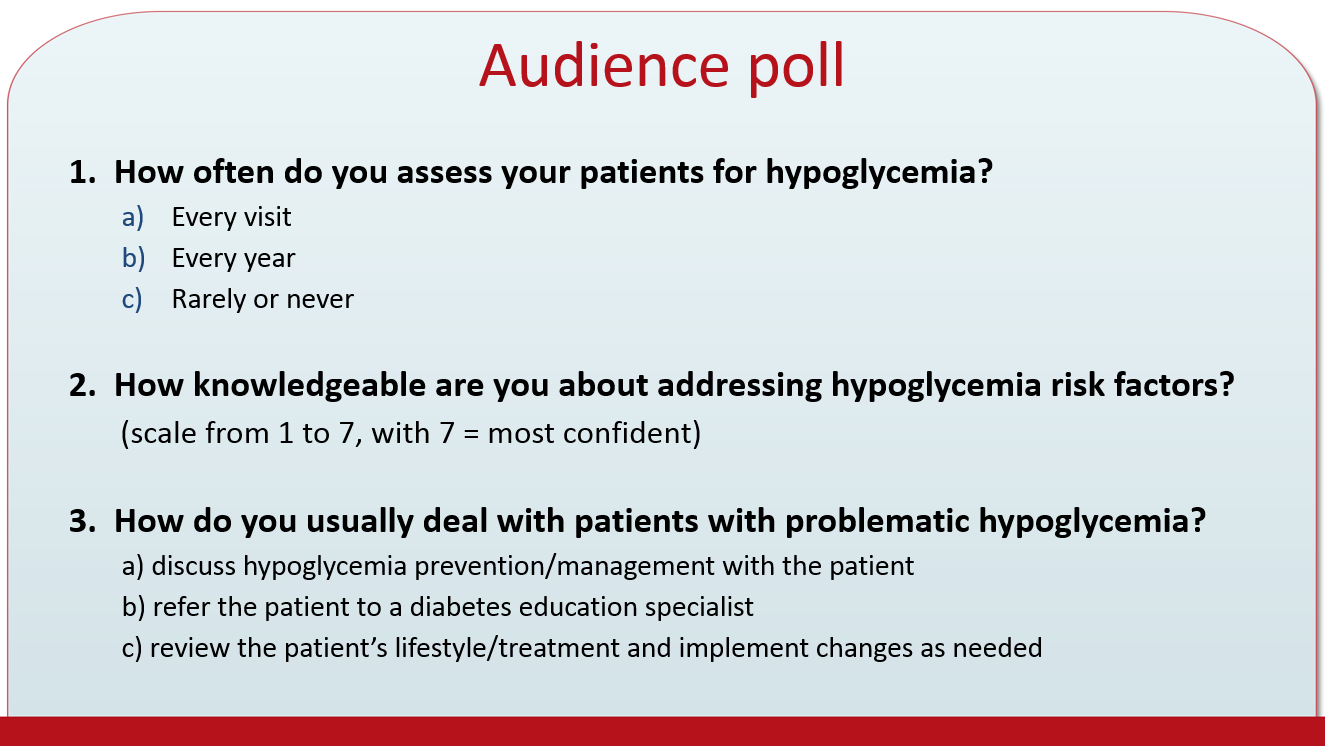 Audience poll
1. How often do you assess your patients for hypoglycemia?
a) Every visit
b) Every year
c) Rarely or never
2. How knowledgeable are you about addressing hypoglycemia risk factors?
(scale from 1 to 7, with 7 = most confident)
3. How do you usually deal with patients with problematic hypoglycemia?
a) discuss hypoglycemia prevention/management with the patient
b) refer the patient to a diabetes education specialist
c) review the patient’s lifestyle/treatment and implement changes as needed